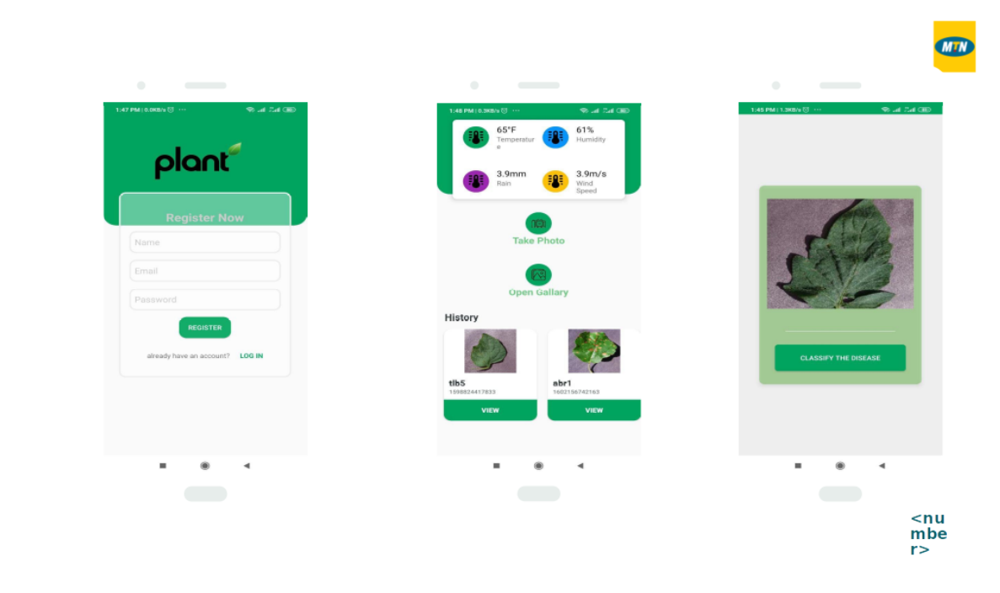 MTN
1:47 PM | 0.0KB/s
plant
Register Now
Name
Email
Password
REGISTER
already have an account? LOG IN
1:48 PM | 0.3KB/s
65°F
Temperatur
e
61%
Humidity
3.9mm
Rain
3.9m/s
Wind
Speed
Take Photo
Open Gallary
History
tlb5
1598824417833
VIEW
abr1
1602156742163
VIEW
1:45 PM | 1.3KB/s
CLASSIFY THE DISEASE
<nu
mbe
r>